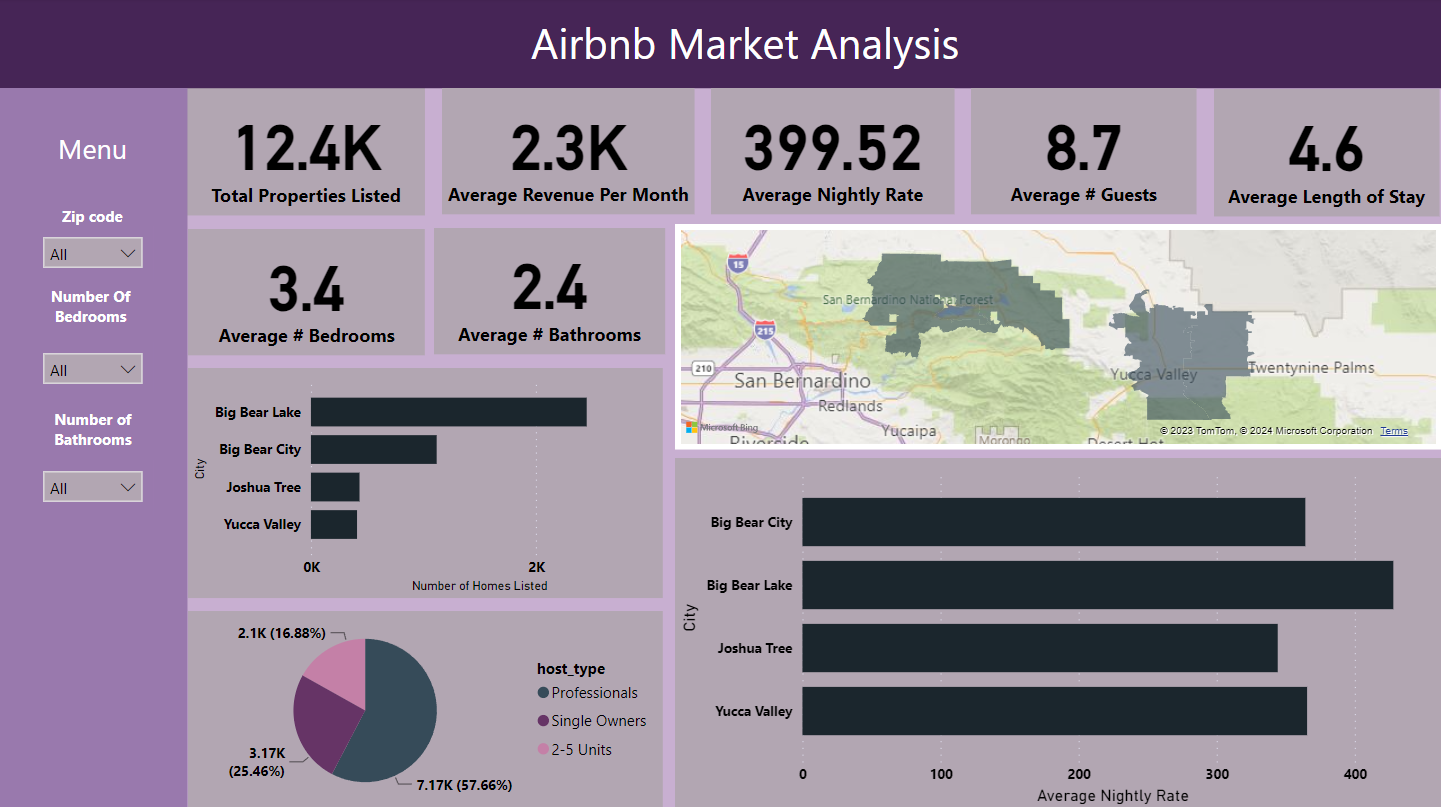 Airbnb Market Analysis
Menu
Zip code
All
Number Of
Bedrooms
All
Number of
Bathrooms
All
12.4K
Total Properties Listed
2.3K
Average Revenue Per Month
399.52
Average Nightly Rate
8.7
Average # Guests
4.6
Average Length of Stay
3.4
Average # Bedrooms
2.4
Average # Bathrooms
15
San Bernardino National Forest
215
210
San Bernardino
Redlands
Yucca Valley
Twentynine Palms
Microsoft Bing
Yucaipa
Riverside
Morongo
Desert Hot
© 2023 TomTom, © 2024 Microsoft Corporation Terms
City
Big Bear Lake
Big Bear City
Joshua Tree
Yucca Valley
0K
2K
Number of Homes Listed
2.1K (16.88%)
3.17K
(25.46%)
7.17K (57.66%)
host_type
Professionals
Single Owners
2-5 Units
City
Big Bear City
Big Bear Lake
Joshua Tree
Yucca Valley
0
100
200
300
400
Average Nightly Rate